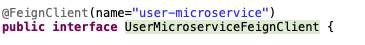 @FeignClient(name="user-microservice")
public interface UserMicroserviceFeignClient {